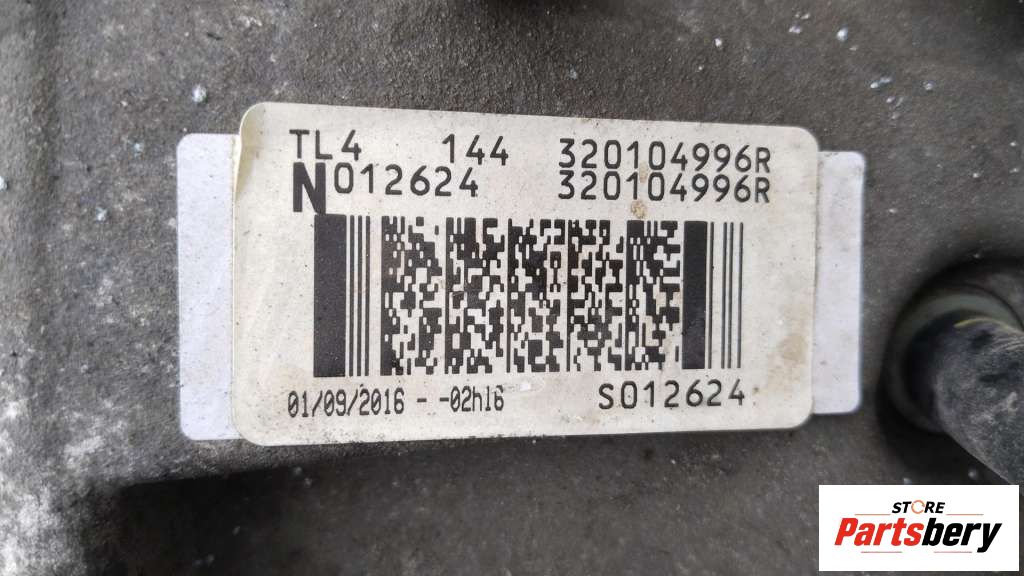 TL4 144 320104996R
N012624 320104996R
01/09/2016 - -02h16
S012624
STORE
Partsbery